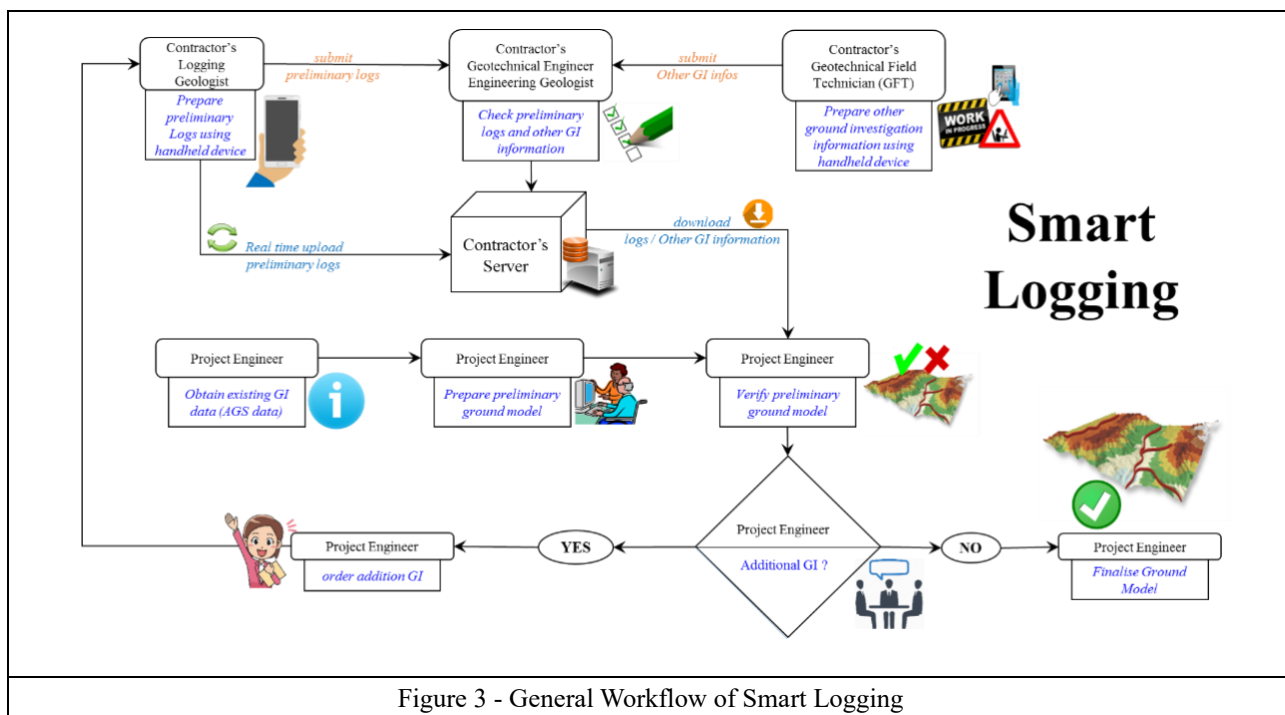 Contractor's
Logging
Geologist
Prepare
preliminary
Logs using
handheld device
submit
preliminary logs
Contractor's
Geotechnical Engineer
Engineering Geologist
Check preliminary
logs and other GI
information
submit
Other GI infos
Contractor's
Geotechnical Field
Technician (GFT)
Prepare other
ground investigation
information using
handheld device
WORK
IN PROGRESS
Smart
Logging
Real time upload
preliminary logs
Contractor's
Server
download
logs / Other GI information
Project Engineer
Obtain existing GI
data (AGS data)
Project Engineer
Prepare preliminary
ground model
Project Engineer
Verify preliminary
ground model
Project Engineer
order addition GI
YES
Project Engineer
Additional GI ?
NO
Project Engineer
Finalise Ground
Model
Figure 3 - General Workflow of Smart Logging